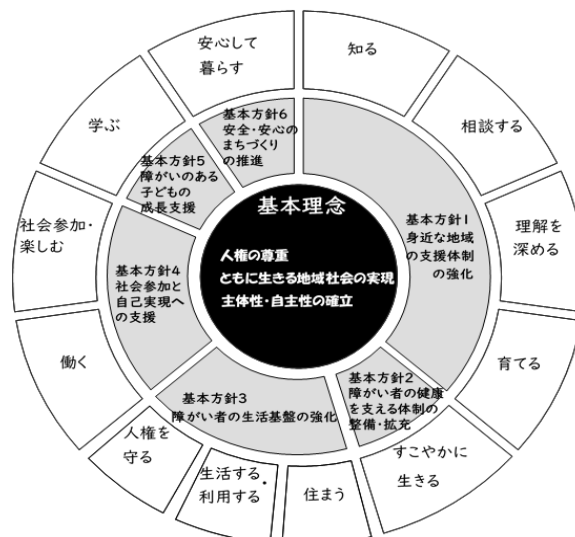 安心して
暮らす
知る
相談する
理解を
深める
育てる
すこやかに
生きる
住まう
生活する・
利用する
人権を
守る
働く
社会参加・
楽しむ
学ぶ
基本方針1
身近な地域
の支援体制
の強化
基本方針2
障がい者の健康
を支える体制の
整備・拡充
基本方針3
障がい者の生活基盤の強化
基本方針4
社会参加と
自己実現へ
の支援
基本方針5
障がいのある
子どもの
成長支援
基本方針6
安全・安心の
まちづくり
の推進
基本理念
人権の尊重
ともに生きる地域社会の実現
主体性・自主性の確立